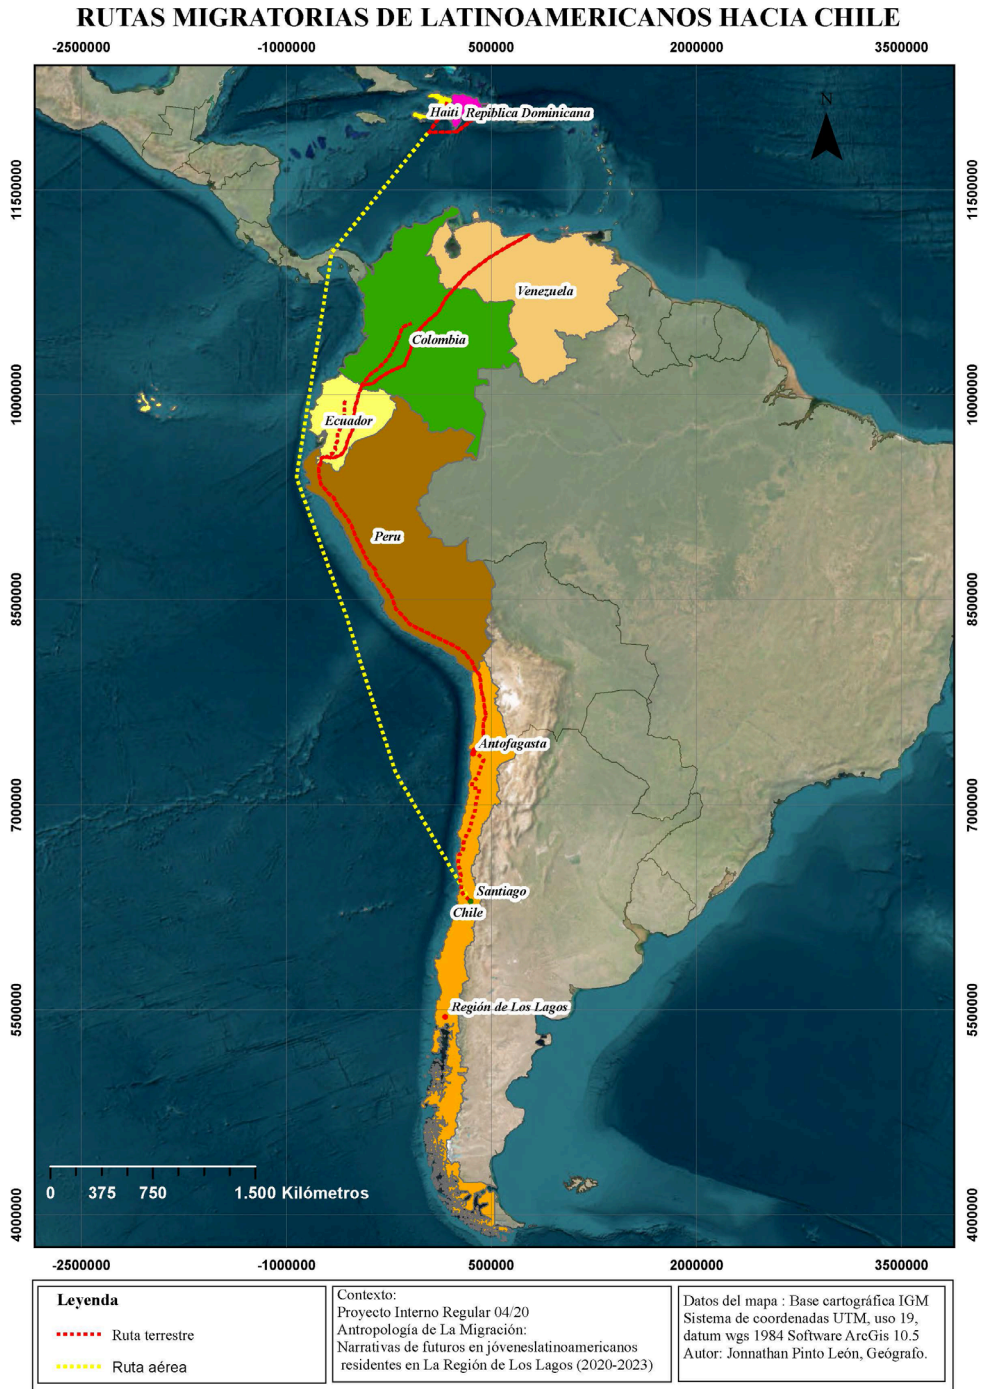 RUTAS MIGRATORIAS DE LATINOAMERICANOS HACIA CHILE
-2500000 -1000000 500000 2000000 3500000
N
Haiti República Dominicana
11500000 11500000
Venezuela
Colombia
10000000 10000000
Ecuador
Peru
8500000 8500000
Antofagasta
7000000 7000000
Santiago
Chile
Región de Los Lagos
5500000 5500000
0 375 750 1.500 Kilómetros
4000000 4000000
-2500000 -1000000 500000 2000000 3500000
Leyenda
Ruta terrestre
Ruta aérea
Contexto:
Proyecto Interno Regular 04/20
Antropología de La Migración:
Narrativas de futuros en jóveneslatinoamericanos
residentes en La Región de Los Lagos (2020-2023)
Datos del mapa : Base cartográfica IGM
Sistema de coordenadas UTM, uso 19,
datum wgs 1984 Software ArcGis 10.5
Autor: Jonnathan Pinto León, Geógrafo.